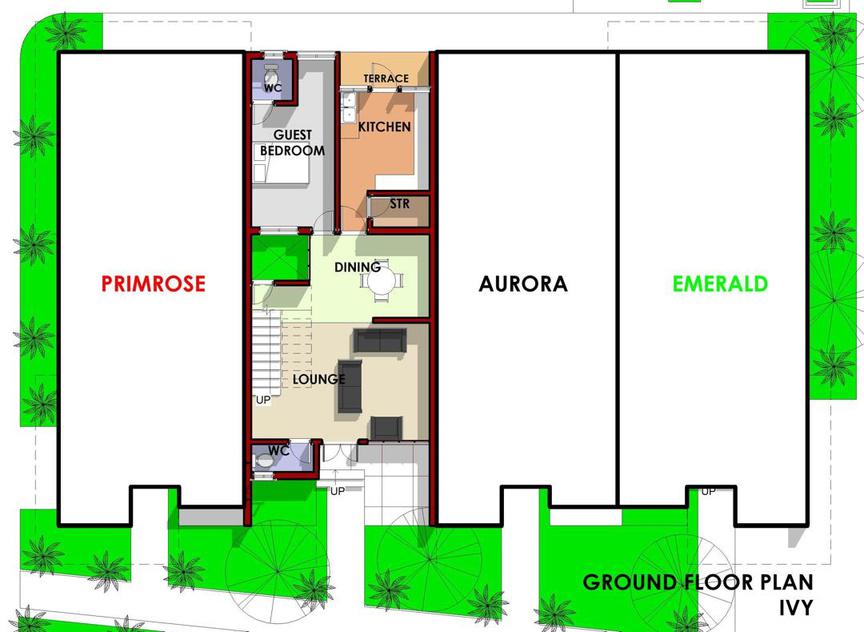 WC
TERRACE
KITCHEN
GUEST
BEDROOM
STR
DINING
PRIMROSE
AURORA
EMERALD
LOUNGE
UP
WC
UP
UP
GROUND FLOOR PLAN
IVY